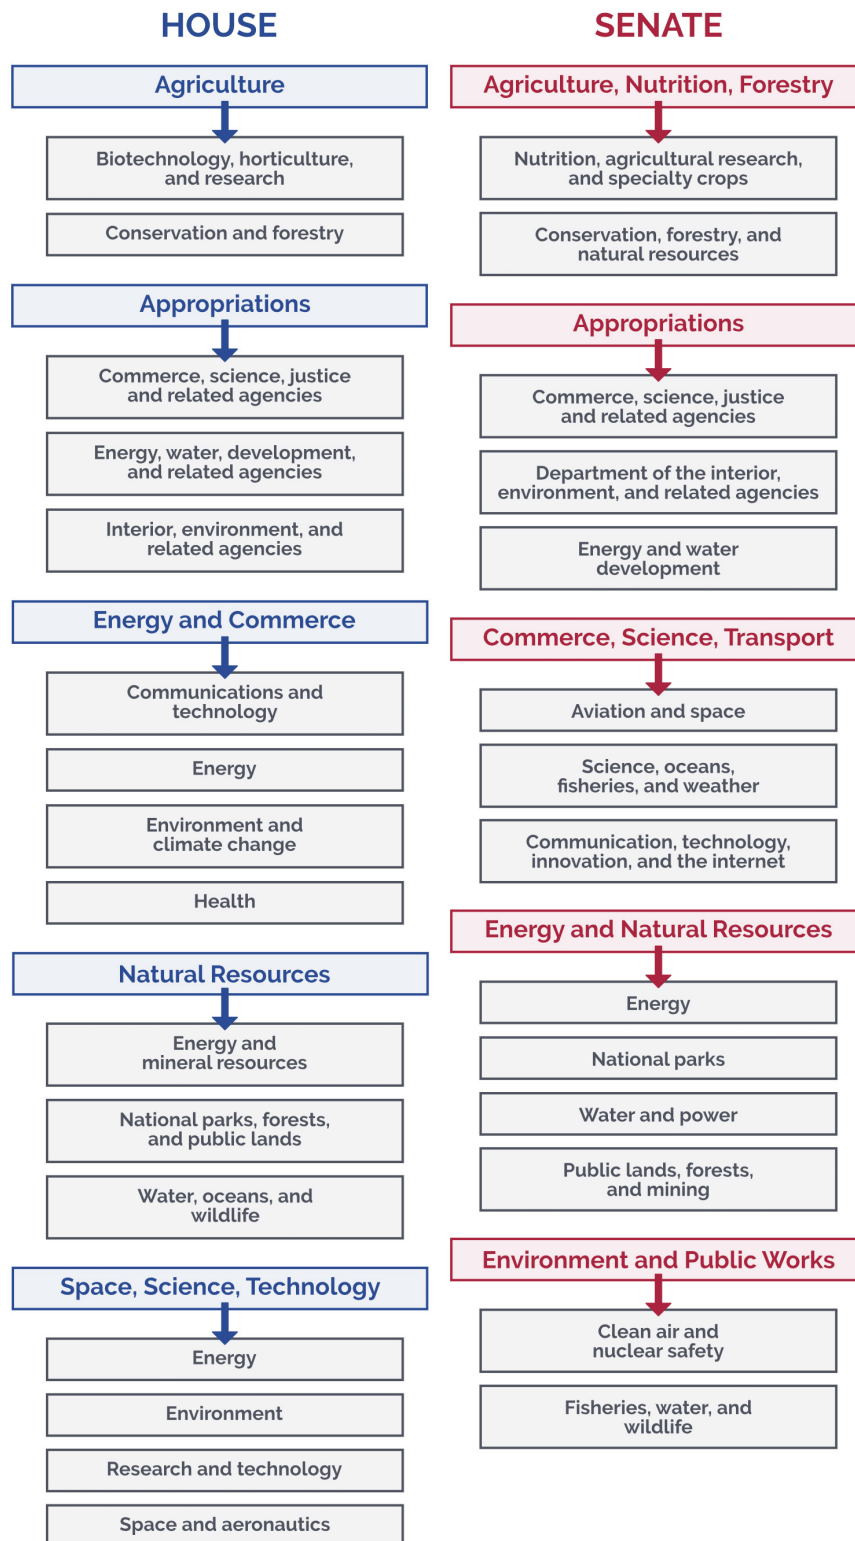 HOUSE
Agriculture
Biotechnology, horticulture,
and research
Conservation and forestry
Appropriations
Commerce, science, justice
and related agencies
Energy, water, development,
and related agencies
Interior, environment, and
related agencies
Energy and Commerce
Communications and
technology
Energy
Environment and
climate change
Health
Natural Resources
Energy and
mineral resources
National parks, forests,
and public lands
Water, oceans, and
wildlife
Space, Science, Technology
Energy
Environment
Research and technology
Space and aeronautics
SENATE
Agriculture, Nutrition, Forestry
Nutrition, agricultural research,
and specialty crops
Conservation, forestry, and
natural resources
Appropriations
Commerce, science, justice
and related agencies
Department of the interior,
environment, and related agencies
Energy and water
development
Commerce, Science, Transport
Aviation and space
Science, oceans,
fisheries, and weather
Communication, technology,
innovation, and the internet
Energy and Natural Resources
Energy
National parks
Water and power
Public lands, forests,
and mining
Environment and Public Works
Clean air and
nuclear safety
Fisheries, water, and
wildlife